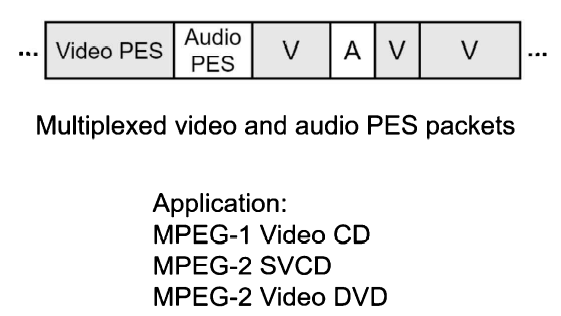 ... Video PES Audio PES V A V V ...
Multiplexed video and audio PES packets
Application:
MPEG-1 Video CD
MPEG-2 SVCD
MPEG-2 Video DVD